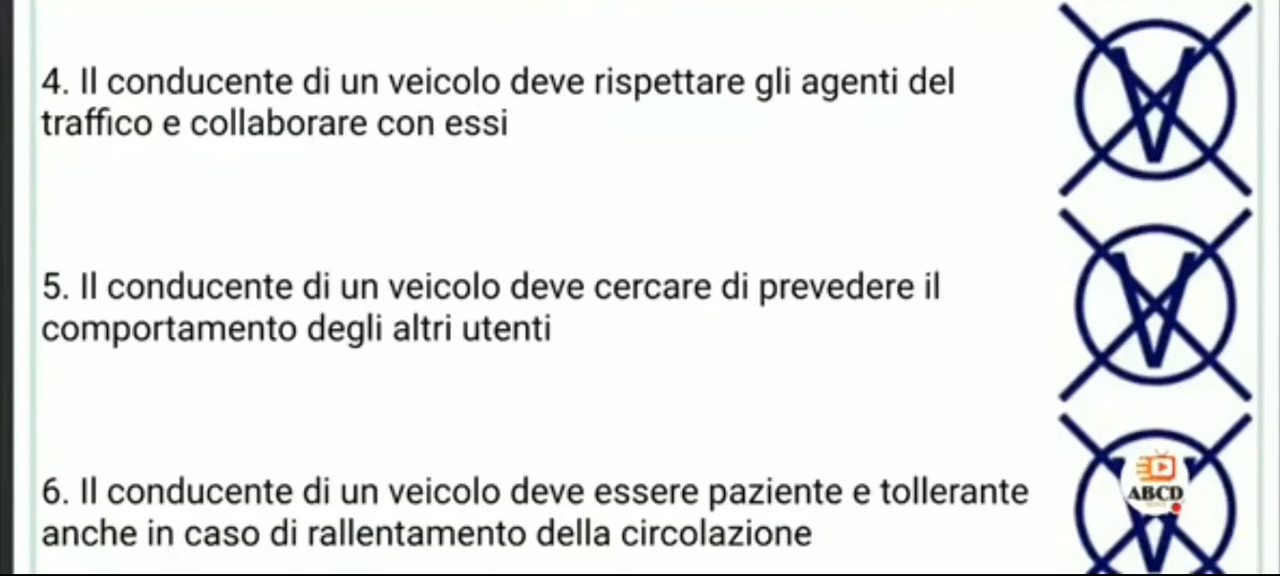 4. Il conducente di un veicolo deve rispettare gli agenti del
traffico e collaborare con essi
V
5. Il conducente di un veicolo deve cercare di prevedere il
comportamento degli altri utenti
V
6. Il conducente di un veicolo deve essere paziente e tollerante
anche in caso di rallentamento della circolazione
V
ABCD